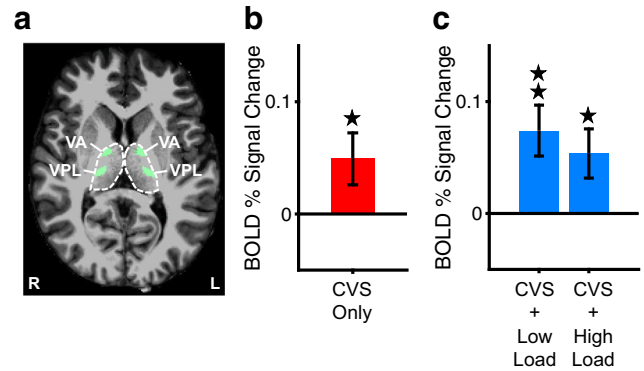 a
VA VA
VPL VPL
R L
b
BOLD % Signal Change
0.1
0
CVS
Only
c
BOLD % Signal Change
0.1
0
CVS CVS
+ +
Low High
Load Load